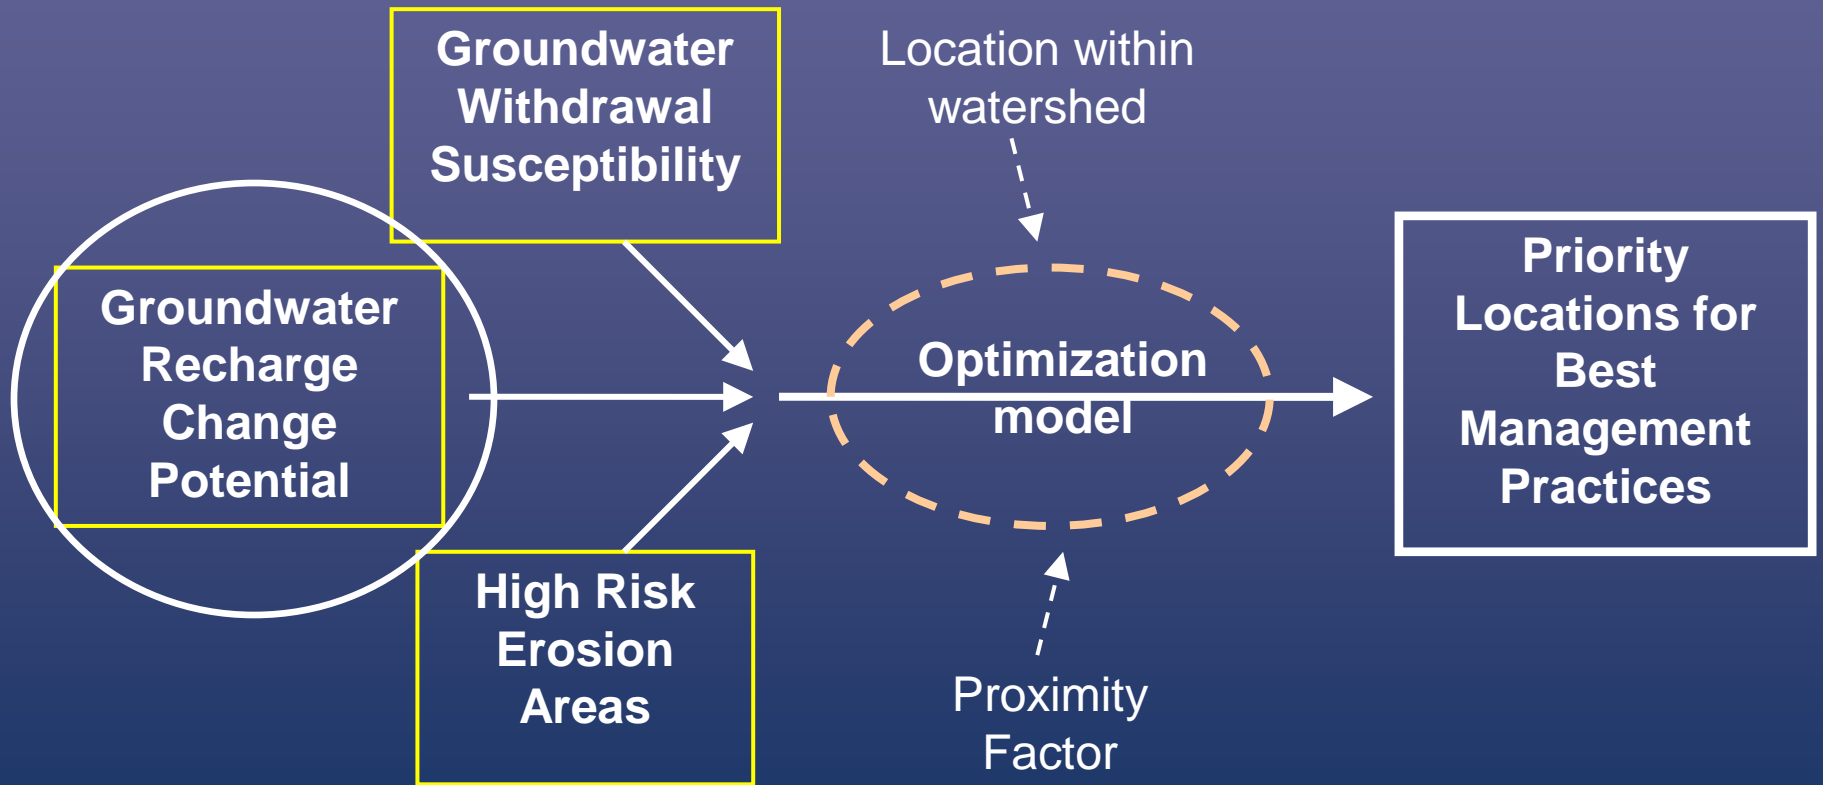 Groundwater
Withdrawal
Susceptibility
Location within
watershed
Groundwater
Recharge
Change
Potential
Optimization
model
Priority
Locations for
Best
Management
Practices
High Risk
Erosion
Areas
Proximity
Factor